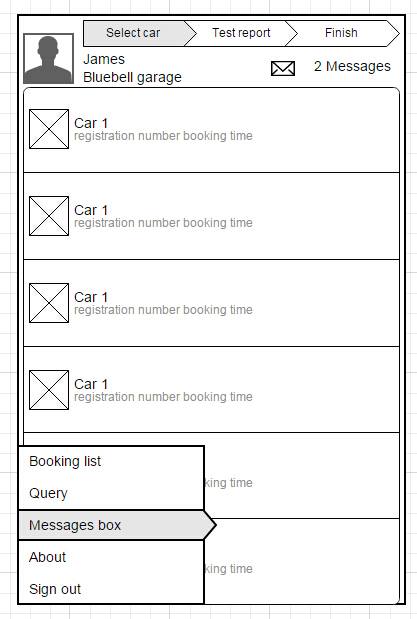 Select car
Test report
Finish
James
Bluebell garage
2 Messages
Car 1
registration number booking time
Car 1
registration number booking time
Car 1
registration number booking time
Car 1
registration number booking time
king time
king time
Booking list
Query
Messages box
About
Sign out